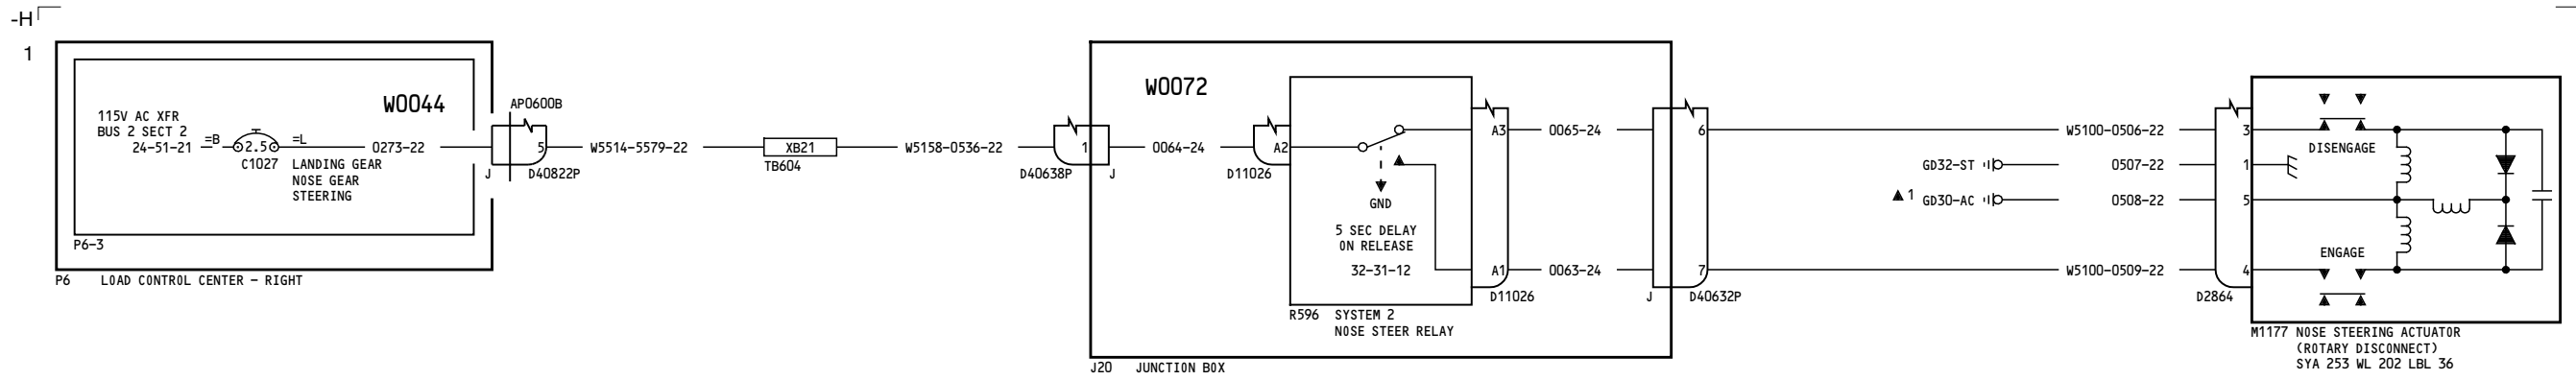 -H
1
115V AC XFR
BUS 2 SECT 2
24-51-21
=B
2.5
C1027
=L
LANDING GEAR
NOSE GEAR
STEERING
0273-22
W0044
P6-3
P6 LOAD CONTROL CENTER - RIGHT
AP0600B
5
J
D40822P
W5514-5579-22
XB21
TB604
W5158-0536-22
1
D40638P
J
W0072
0064-24
A2
D11026
GND
5 SEC DELAY
ON RELEASE
32-31-12
A3
A1
D11026
R596 SYSTEM 2
NOSE STEER RELAY
J20 JUNCTION BOX
0065-24
0063-24
6
7
J
D40632P
W5100-0506-22
GD32-ST
0507-22
1
GD30-AC
0508-22
W5100-0509-22
3
1
5
4
D2864
DISENGAGE
ENGAGE
M1177 NOSE STEERING ACTUATOR
(ROTARY DISCONNECT)
SYA 253 WL 202 LBL 36